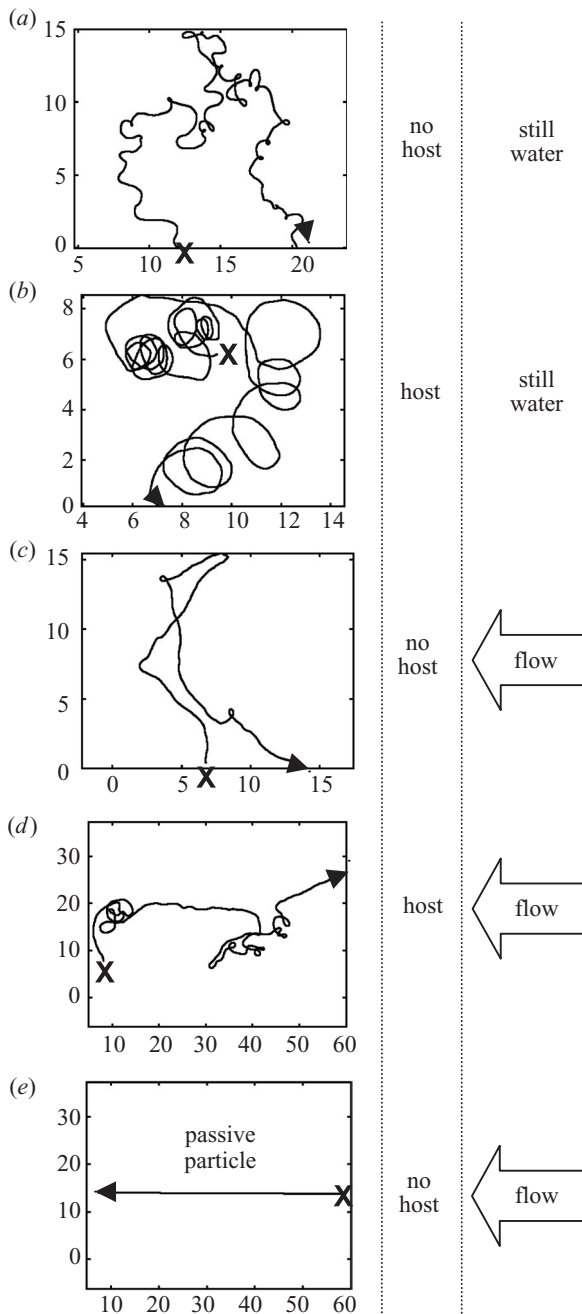 (a)
15
10
5
0
5 10 15 20
X
no
host
still
water
(b)
8
6
4
2
0
4 6 8 10 12 14
X
host
still
water
(c)
15
10
5
0
0 5 10 15
X
no
host
flow
(d)
30
20
10
0
10 20 30 40 50 60
X
host
flow
(e)
30
20
10
0
10 20 30 40 50 60
passive
particle
X
no
host
flow